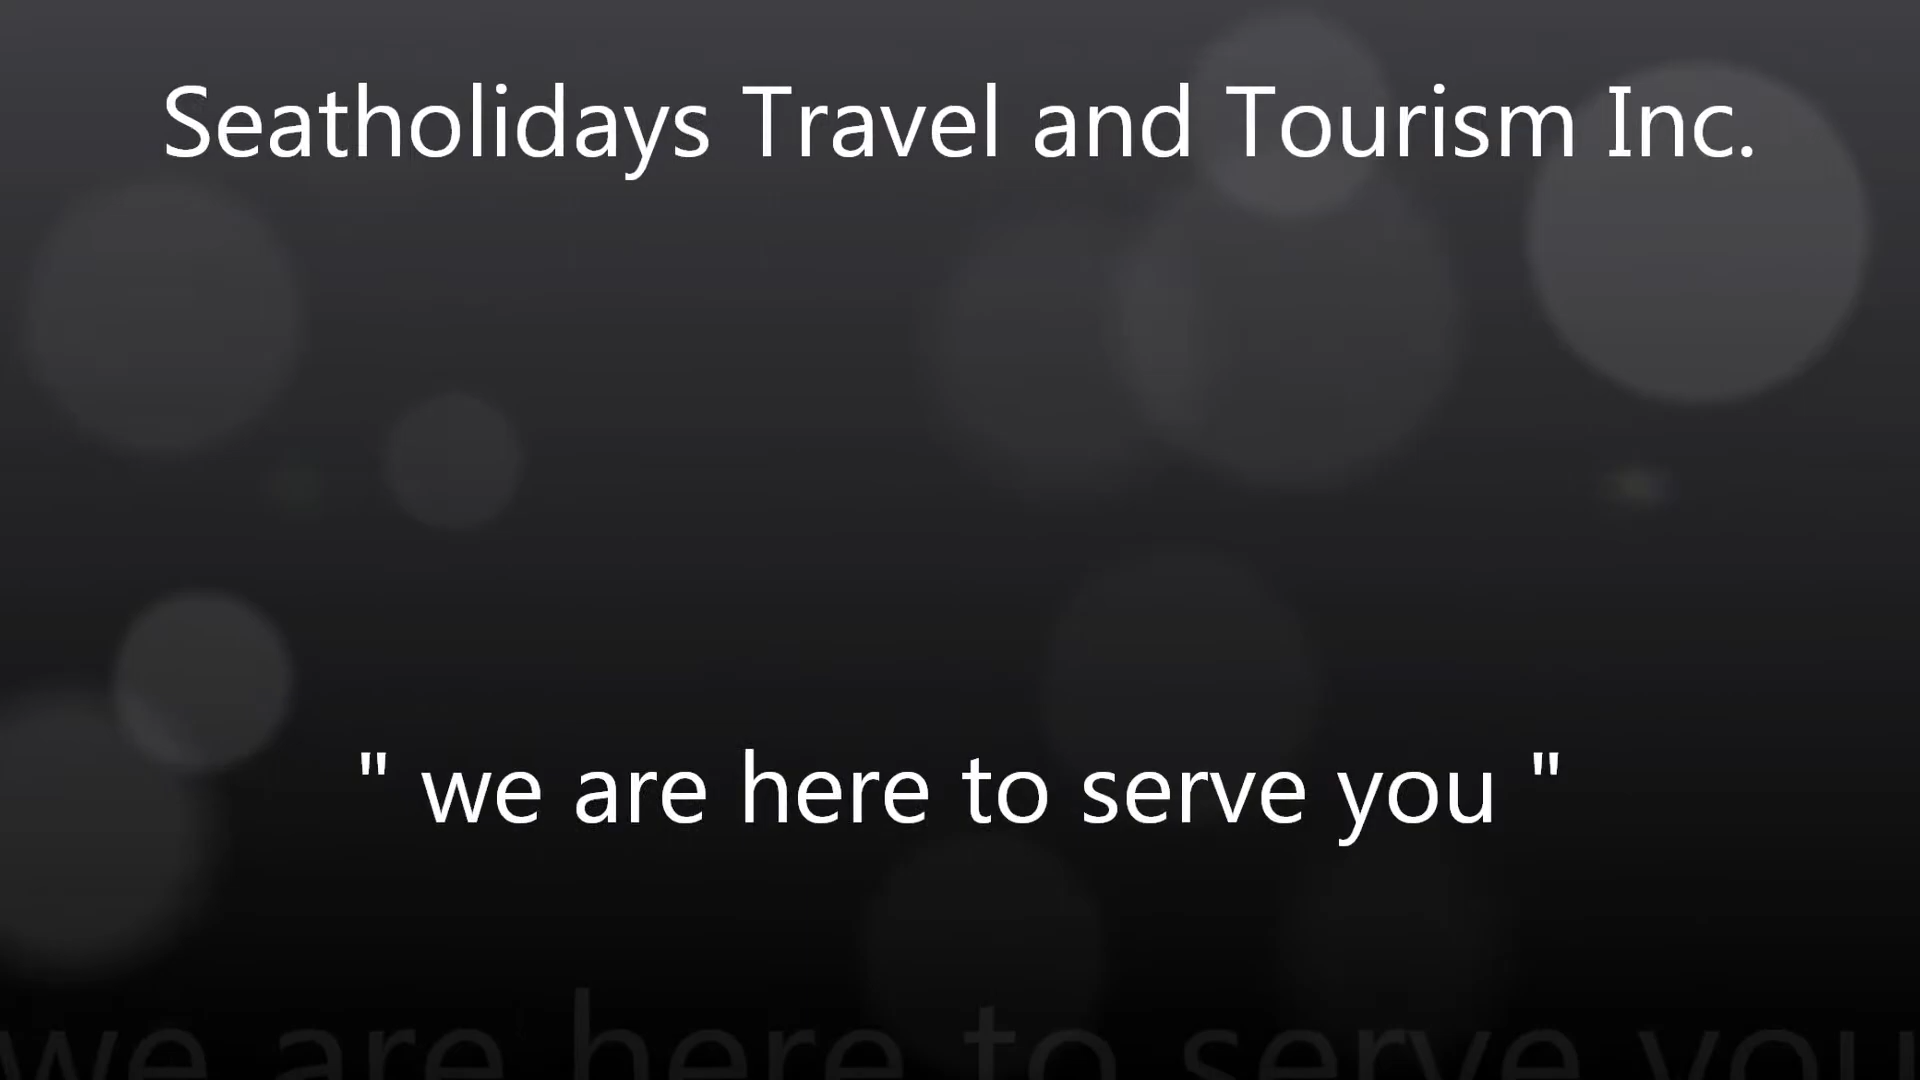 Seatholidays Travel and Tourism Inc.
" we are here to serve you "
we are here to serve you